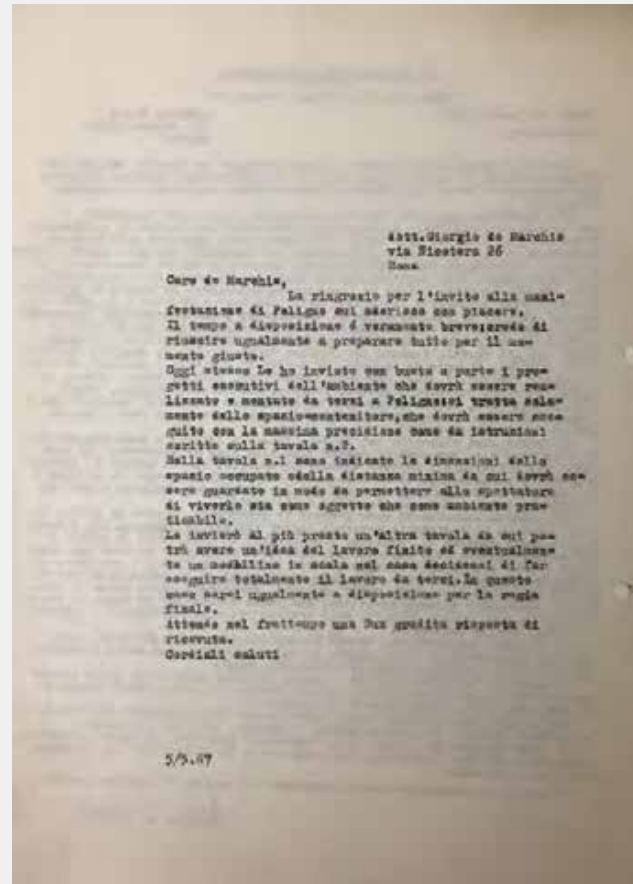 dott.Giorgio de Marchis
via Nicotera 26
Roma
Caro de Marchis,
La ringrazio per l'invito alla mani-
festazione di Foligno cui aderisco con piacere.
Il tempo a disposizione é veramente breve:credo di
riuscire ugualmente a preparare tutto per il mo-
mento giusto.
Oggi stesso Le ho inviato con busta a parte i pro-
getti esecutivi dell'ambiente che dovrà essere rea-
lizzato e montato da terzi a Foligno:si tratta sola-
mente dello spazio-contenitore,che dovrà essere ese-
guito con la massima precisione come da istruzioni
scritte sulla tavola n.2.
Nella tavola n.1 sono indicate le dimensioni dello
spazio occupato e della distanza minima da cui dovrà es-
sere guardato in modo da permettere allo spettatore
di viverlo sia come oggetto che come ambiente pra-
ticabile.
Le invierò al più presto un'altra tavola da cui po-
trà avere un'idea del lavoro finito ed eventualmen-
te un modellino in scala nel caso decidessi di far
eseguire totalmente il lavoro da terzi.In questo
caso sarei ugualmente a disposizione per la regia
finale.
Attendo nel frattempo una Sua gradita risposta di
ricevuta.
Cordiali saluti
5/5.67